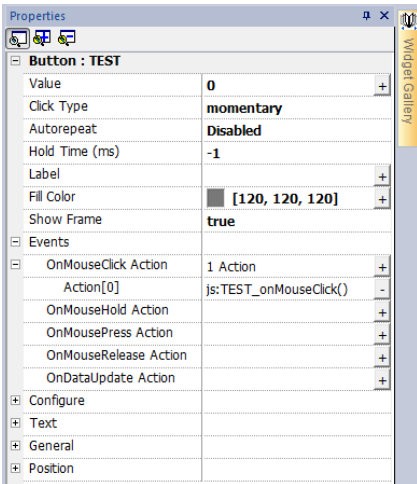 Properties
Button : TEST
Value 0 +
Click Type momentary
Autorepeat Disabled
Hold Time (ms) -1
Label +
Fill Color [120, 120, 120] +
Show Frame true
Events
OnMouseClick Action 1 Action +
Action[0] js:TEST_onMouseClick() -
OnMouseHold Action +
OnMousePress Action +
OnMouseRelease Action +
OnDataUpdate Action +
Configure
Text
General
Position
Widget Gallery